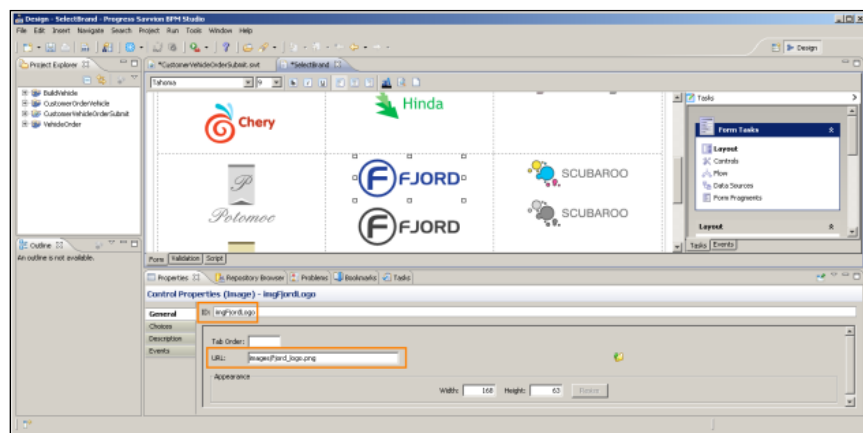 Design - SelectBrand - Progress Savvion BPM Studio
File Edit Insert Navigate Search Project Run Tools Window Help
Design
Project Explorer
*CustomerVehicleOrderSubmit.swt
*SelectBrand
Tahoma
9
BuildVehicle
CustomerOrderVehicle
CustomerVehicleOrderSubmit
VehicleOrder
Chery
Hinda
P
Potomoc
FJORD
FJORD
SCUBAROO
SCUBAROO
Tasks
Form Tasks
Layout
Controls
Flow
Data Sources
Form Fragments
Layout
Tasks Events
Outline
An outline is not available.
Form Validation Script
Properties Repository Browser Problems Bookmarks Tasks
Control Properties (Image) - imgFjordLogo
General
Choices
Description
Events
ID: imgFjordLogo
Tab Order:
URL: images/fjord_logo.png
Appearance
Width: 168 Height: 63